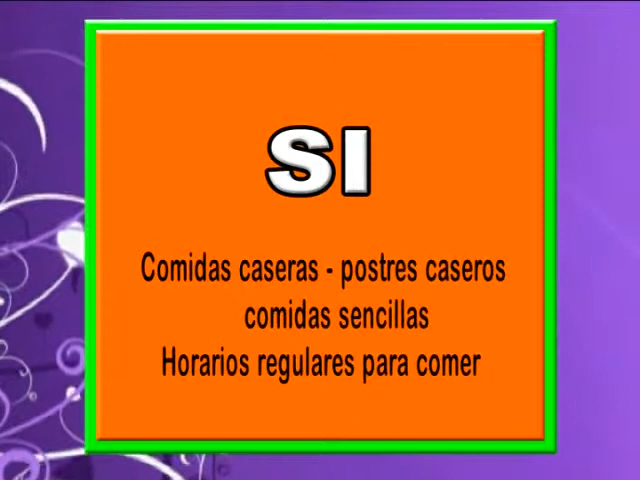 SI
Comidas caseras - postres caseros
comidas sencillas
Horarios regulares para comer